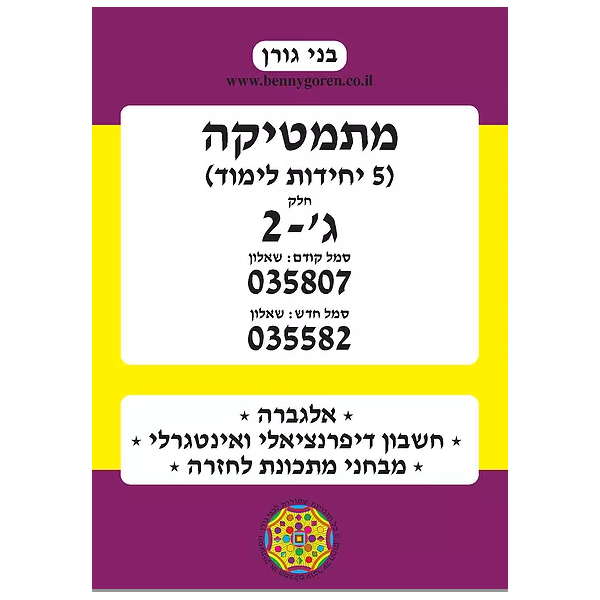 בני גורן
www.bennygoren.co.il
מתמטיקה
(5 יחידות לימוד)
חלק
ג'-2
סמל קודם: שאלון
035807
סמל חדש: שאלון
035582
★ אלגברה ★
★ חשבון דיפרנציאלי ואינטגרלי ★
★ מבחני מתכונת לחזרה ★